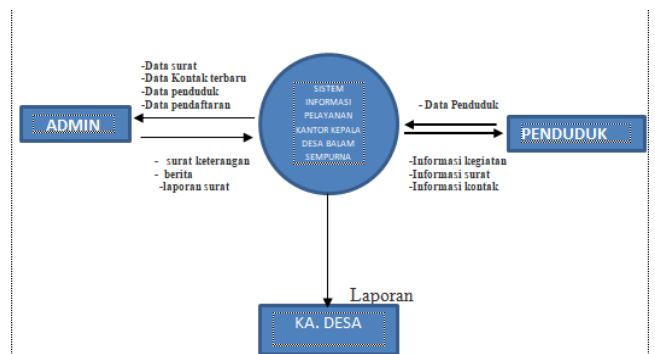 -Data surat
-Data Kontak terbaru
-Data penduduk
-Data pendaftaran
ADMIN
- surat keterangan
- berita
-laporan surat
SISTEM
INFORMASI
PELAYANAN
KANTOR KEPALA
DESA BALAM
SEMPURNA
- Data Penduduk
PENDUDUK
-Informasi kegiatan
-Informasi surat
-Informasi kontak
Laporan
KA. DESA